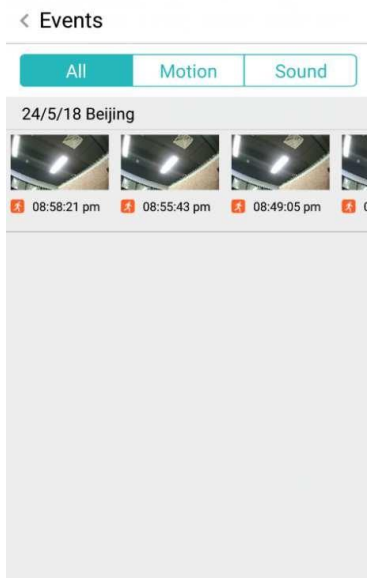 < Events
All Motion Sound
24/5/18 Beijing
08:58:21 pm 08:55:43 pm 08:49:05 pm